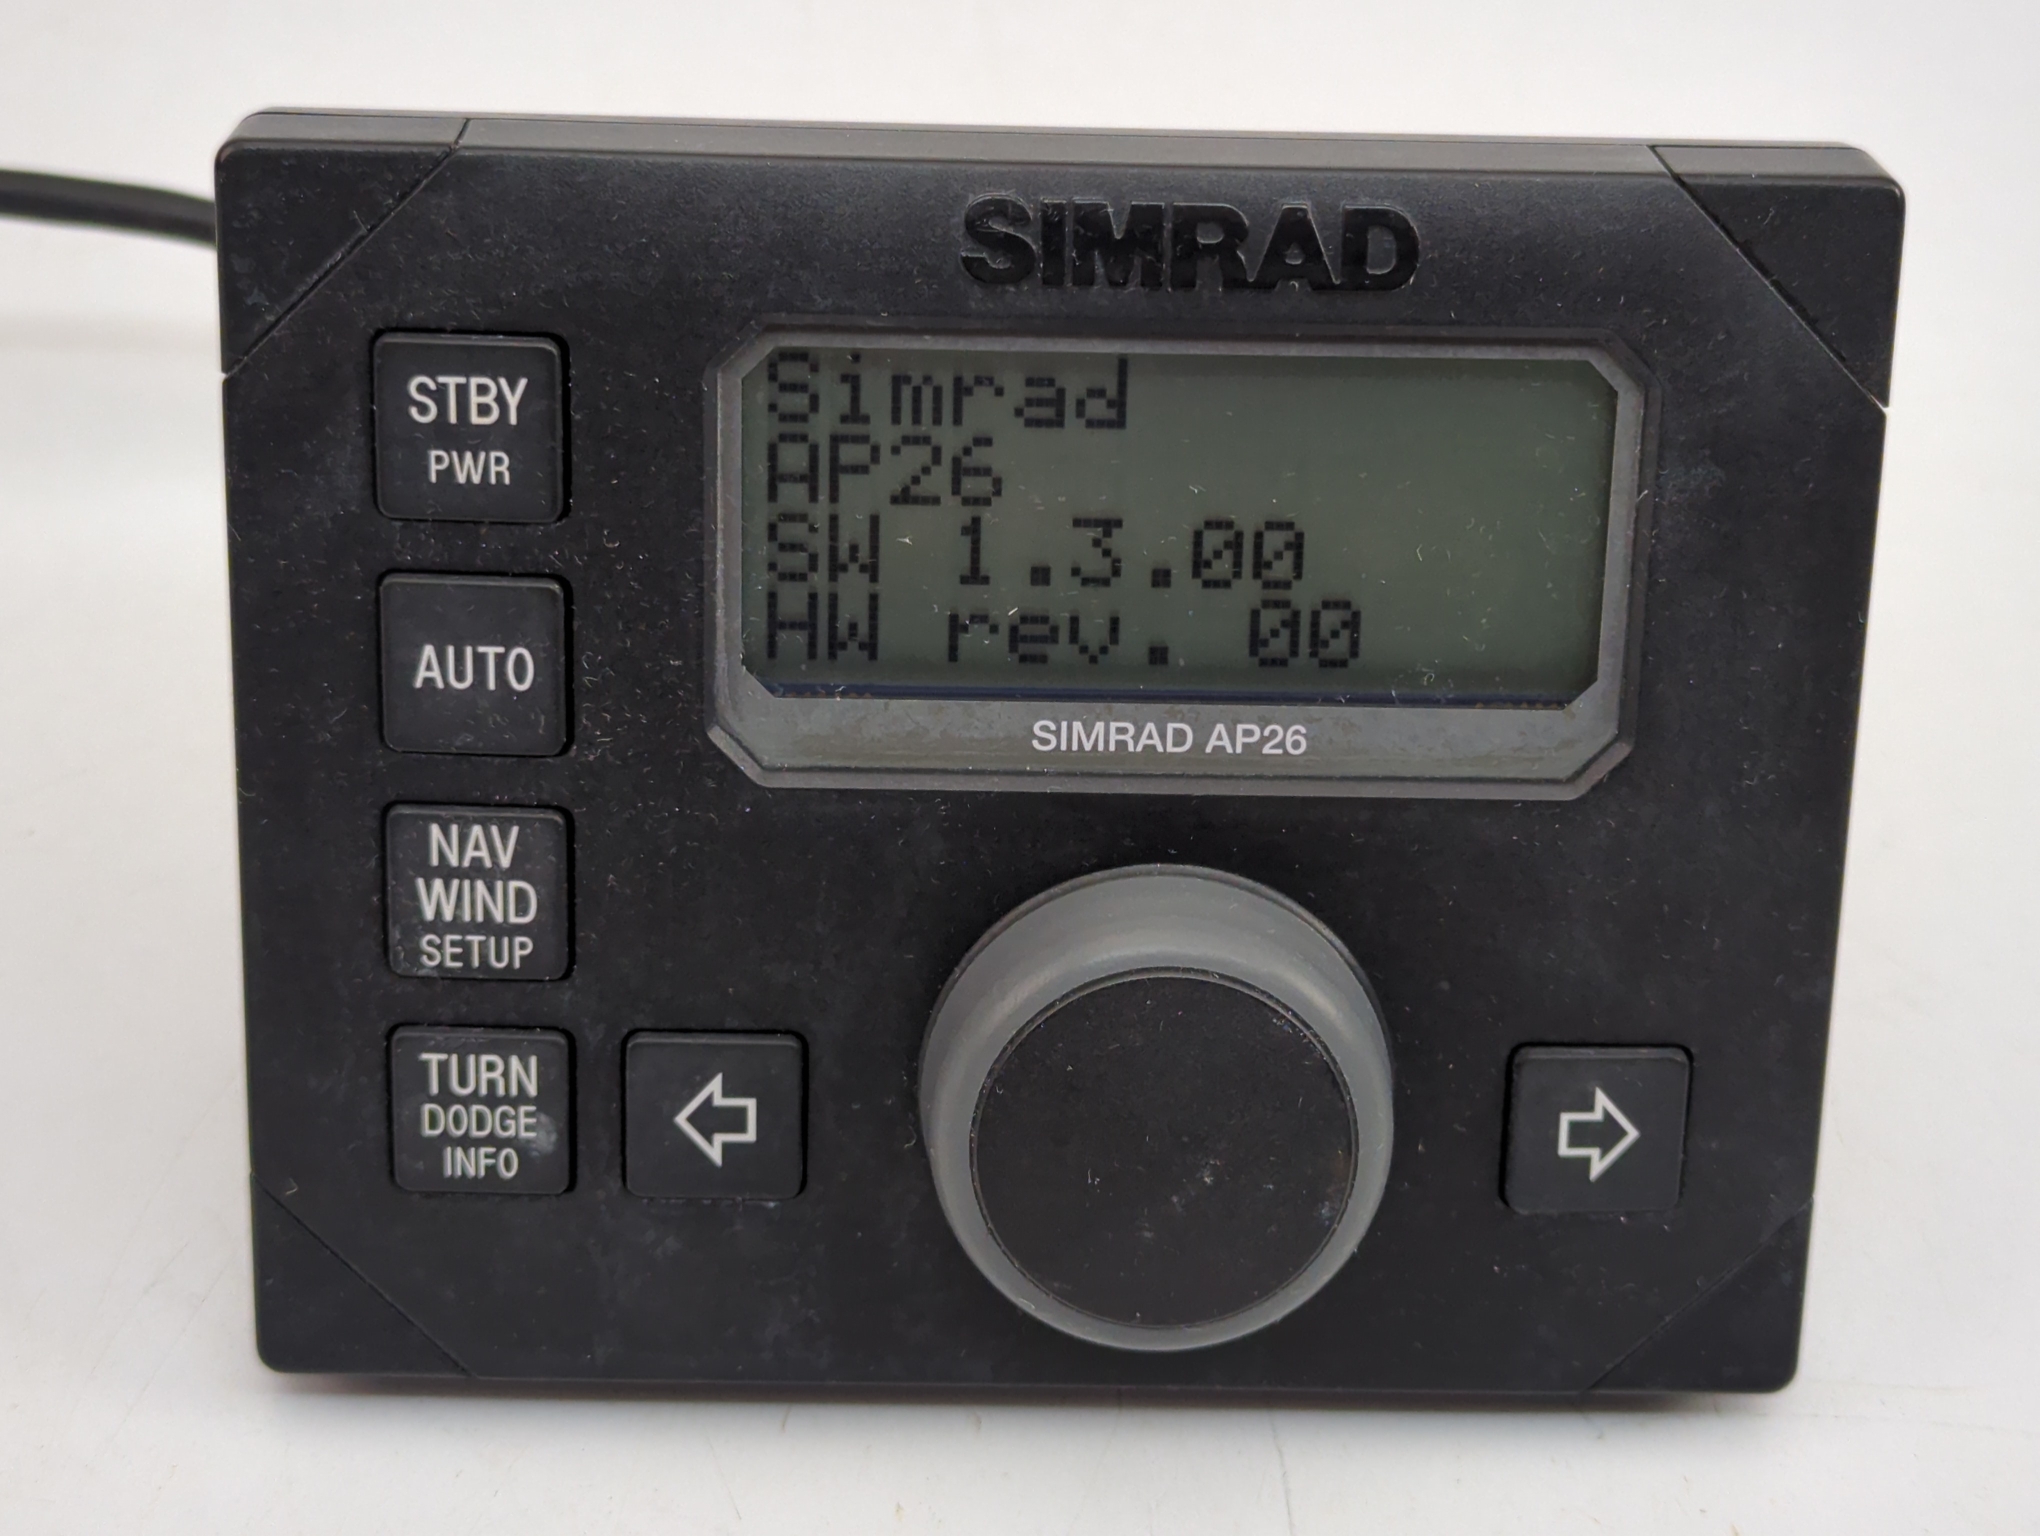 SIMRAD
Simrad
AP26
SW 1.3.00
HW rev. 00
SIMRAD AP26
STBY
PWR
AUTO
NAV
WIND
SETUP
TURN
DODGE
INFO